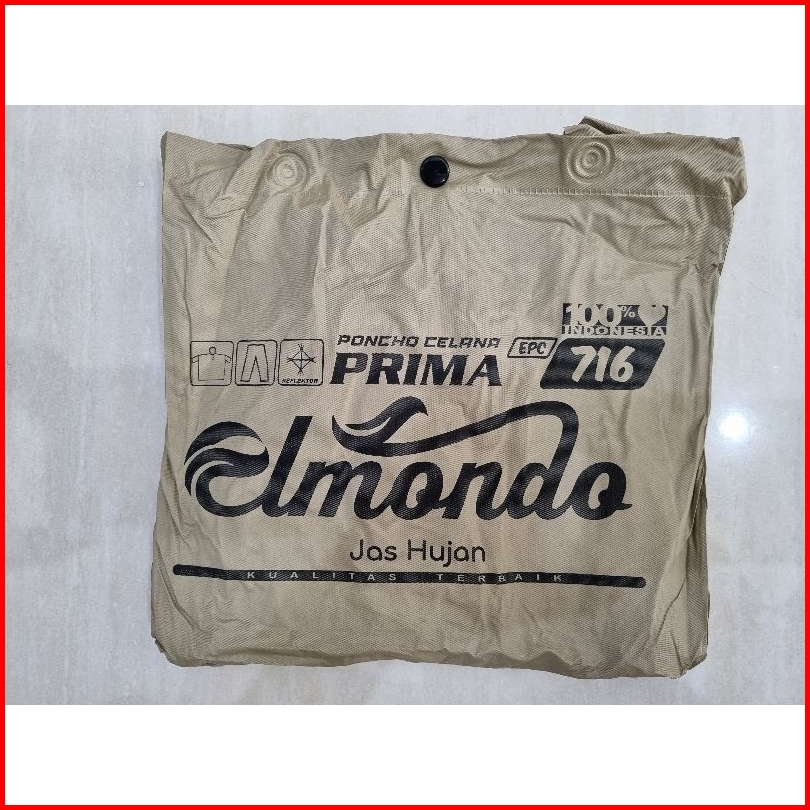 100%
INDONESIA
PONCHO CELANA EPC 716
PRIMA
REFLEKTOR
Elmondo
Jas Hujan
KUALITAS TERBAIK